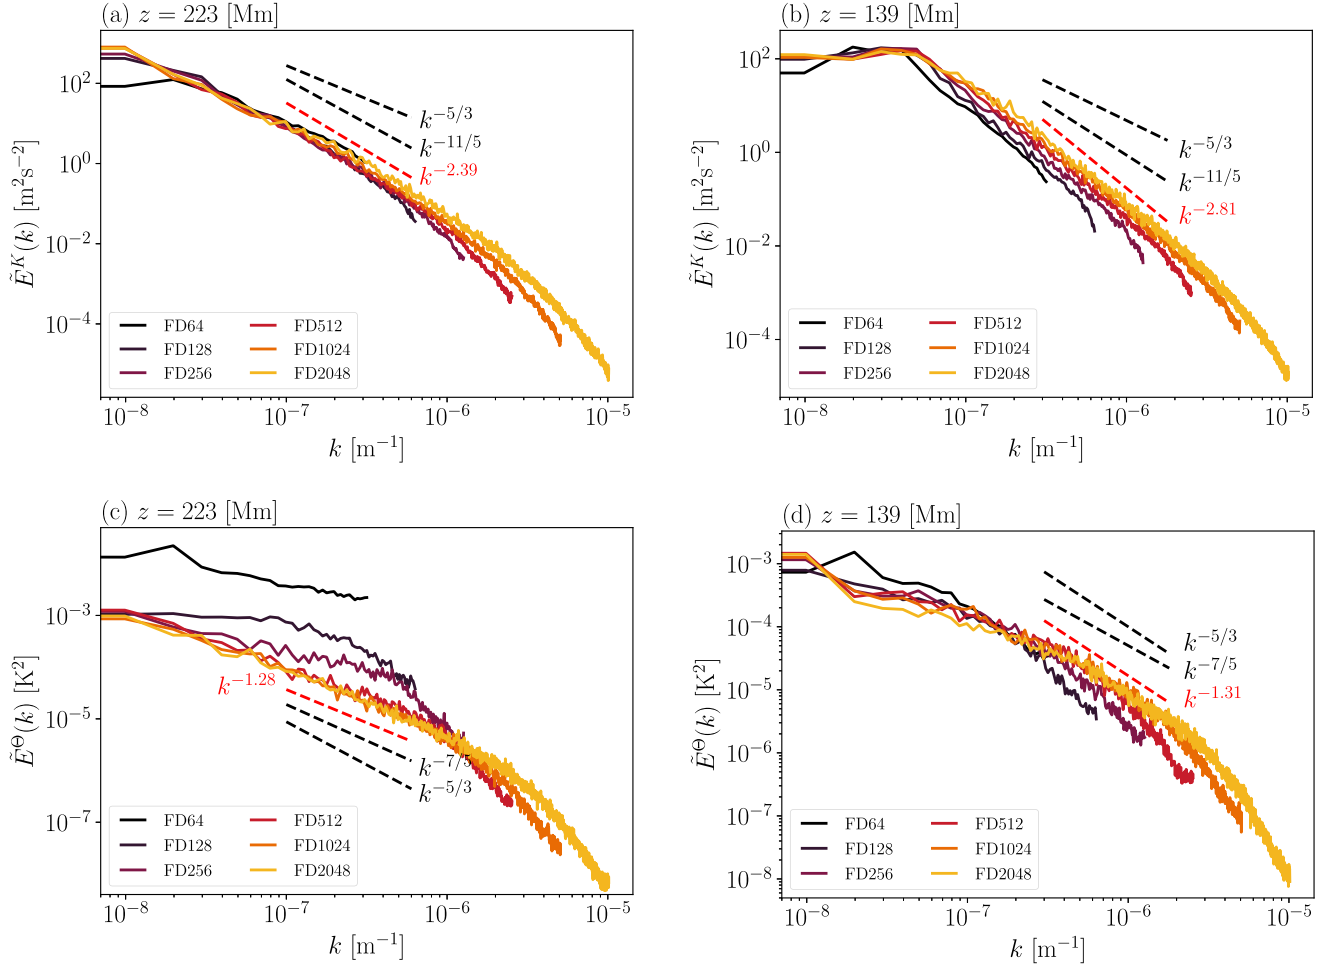 (a) z = 223 [Mm]
10^2
10^0
10^−2
10^−4
Ẽ^K(k) [m^2s^−2]
k^−5/3
k^−11/5
k^−2.39
FD64 FD512
FD128 FD1024
FD256 FD2048
10^−8 10^−7 10^−6 10^−5
k [m^−1]
(b) z = 139 [Mm]
10^2
10^0
10^−2
10^−4
Ẽ^K(k) [m^2s^−2]
k^−5/3
k^−11/5
k^−2.81
FD64 FD512
FD128 FD1024
FD256 FD2048
10^−8 10^−7 10^−6 10^−5
k [m^−1]
(c) z = 223 [Mm]
10^−3
10^−5
10^−7
Ẽ^Θ(k) [K^2]
k^−1.28
k^−7/5
k^−5/3
FD64 FD512
FD128 FD1024
FD256 FD2048
10^−8 10^−7 10^−6 10^−5
k [m^−1]
(d) z = 139 [Mm]
10^−3
10^−4
10^−5
10^−6
10^−7
10^−8
Ẽ^Θ(k) [K^2]
k^−5/3
k^−7/5
k^−1.31
FD64 FD512
FD128 FD1024
FD256 FD2048
10^−8 10^−7 10^−6 10^−5
k [m^−1]